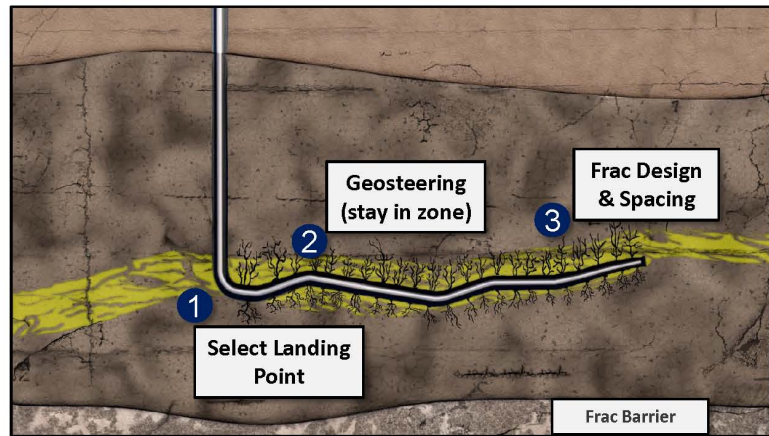 Geosteering
(stay in zone)
2
Frac Design
& Spacing
3
1
Select Landing
Point
Frac Barrier